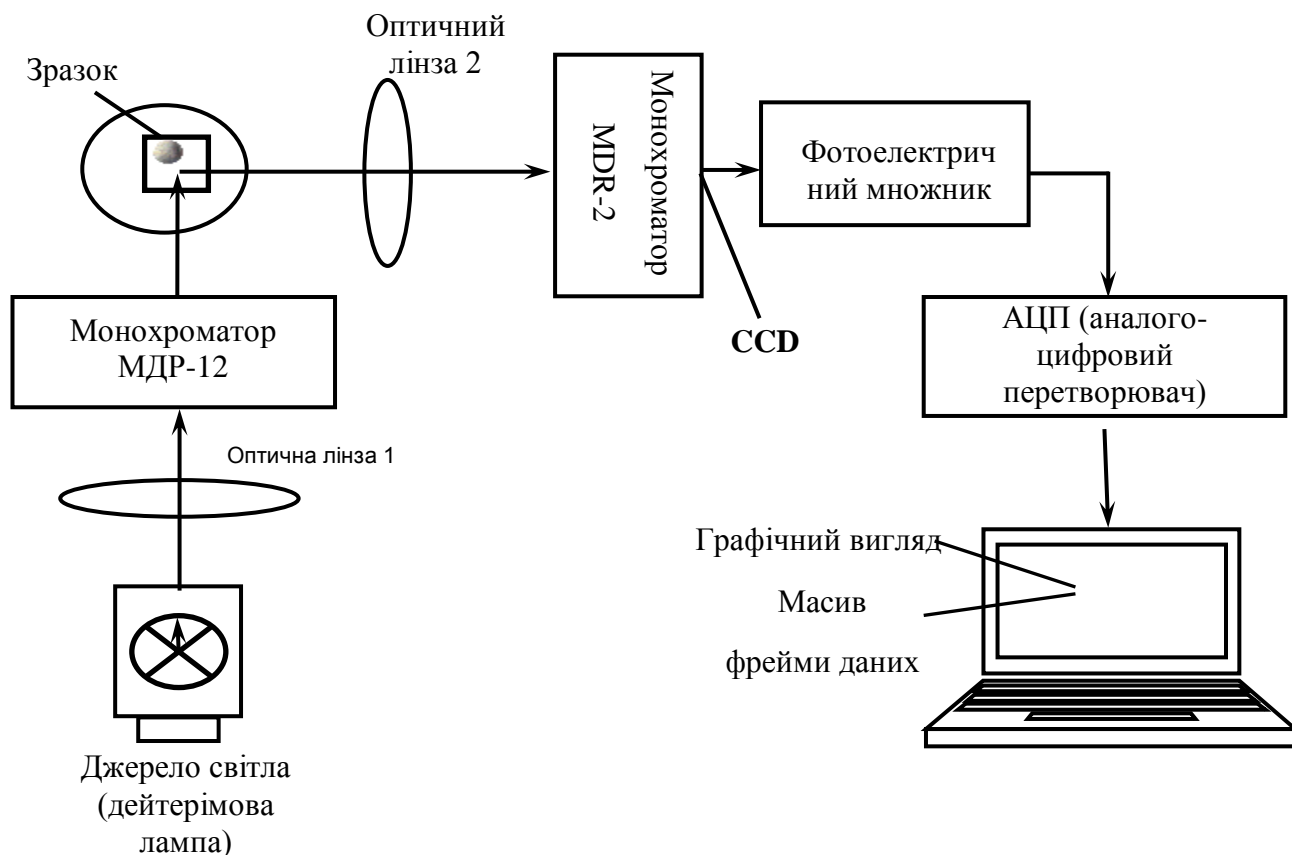 Оптичний
лінза 2
Зразок
Монохроматор
MDR-2
Фотоелектрич
ний множник
CCD
Монохроматор
МДР-12
АЦП (аналого-
цифровий
перетворювач)
Оптична лінза 1
Графічний вигляд
Масив
фрейми даних
Джерело світла
(дейтерімова
лампа)